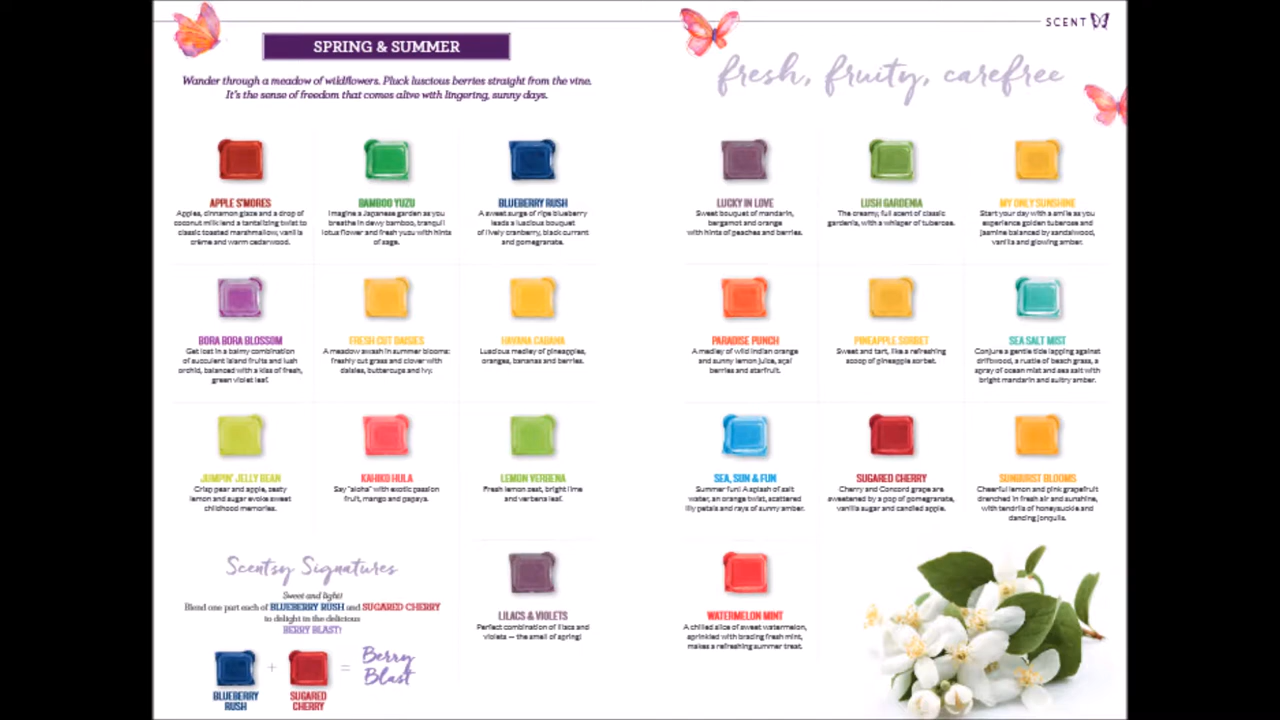 SPRING & SUMMER
Wander through a meadow of wildflowers. Pluck luscious berries straight from the vine.
It's the sense of freedom that comes alive with lingering, sunny days.
APPLE S'MORES
Apples, cinnamon glaze and a drop of
coconut milk lend a tantalizing twist to
classic toasted marshmallow, vanilla
crème and warm cedarwood.
BAMBOO YUZU
Imagine a Japanese garden as you
breathe in dewy bamboo, tranquil
lotus flower and fresh yuzu with hints
of sage.
BLUEBERRY RUSH
A sweet surge of ripe blueberry
leads a luscious bouquet
of lively cranberry, black currant
and pomegranate.
BORA BORA BLOSSOM
Get lost in a balmy combination
of succulent island fruits and lush
orchid, balanced with a kiss of fresh,
green violet leaf.
FRESH CUT DAISIES
A meadow awash in summer blooms:
freshly cut grass and clover with
daisies, buttercups and ivy.
HAVANA CABANA
Luscious medley of pineapples,
oranges, bananas and berries.
JUMPIN' JELLY BEAN
Crisp pear and apple, zesty
lemon and sugar evoke sweet
childhood memories.
KAHIKO HULA
Say "aloha" with exotic passion
fruit, mango and papaya.
LEMON VERBENA
Fresh lemon zest, bright lime
and verbena leaf.
Scentsy Signatures
Sweet and light!
Blend one part each of BLUEBERRY RUSH and SUGARED CHERRY
to delight in the delicious
BERRY BLAST!
BLUEBERRY
RUSH
+
SUGARED
CHERRY
=
Berry
Blast
LILACS & VIOLETS
Perfect combination of lilacs and
violets — the smell of spring!
SCENT
fresh, fruity, carefree
LUCKY IN LOVE
Sweet bouquet of mandarin,
bergamot and orange
with hints of peaches and berries.
LUSH GARDENIA
The creamy, full scent of classic
gardenia, with a whisper of tuberose.
MY ONLY SUNSHINE
Start your day with a smile as you
experience golden tuberose and
jasmine balanced by sandalwood,
vanilla and glowing amber.
PARADISE PUNCH
A medley of wild Indian orange
and sunny lemon juice, açaí
berries and starfruit.
PINEAPPLE SORBET
Sweet and tart, like a refreshing
scoop of pineapple sorbet.
SEA SALT MIST
Conjure a gentle tide lapping against
driftwood, a rustle of beach grass, a
spray of ocean mist and sea salt with
bright mandarin and sultry amber.
SEA, SUN & FUN
Summer fun! A splash of salt
water, an orange twist, scattered
lily petals and rays of sunny amber.
SUGARED CHERRY
Cherry and Concord grape are
sweetened by a pop of pomegranate,
vanilla sugar and candied apple.
SUNBURST BLOOMS
Cheerful lemon and pink grapefruit
drenched in fresh air and sunshine,
with tendrils of honeysuckle and
dancing jonquils.
WATERMELON MINT
A chilled slice of sweet watermelon,
sprinkled with bracing fresh mint,
makes a refreshing summer treat.